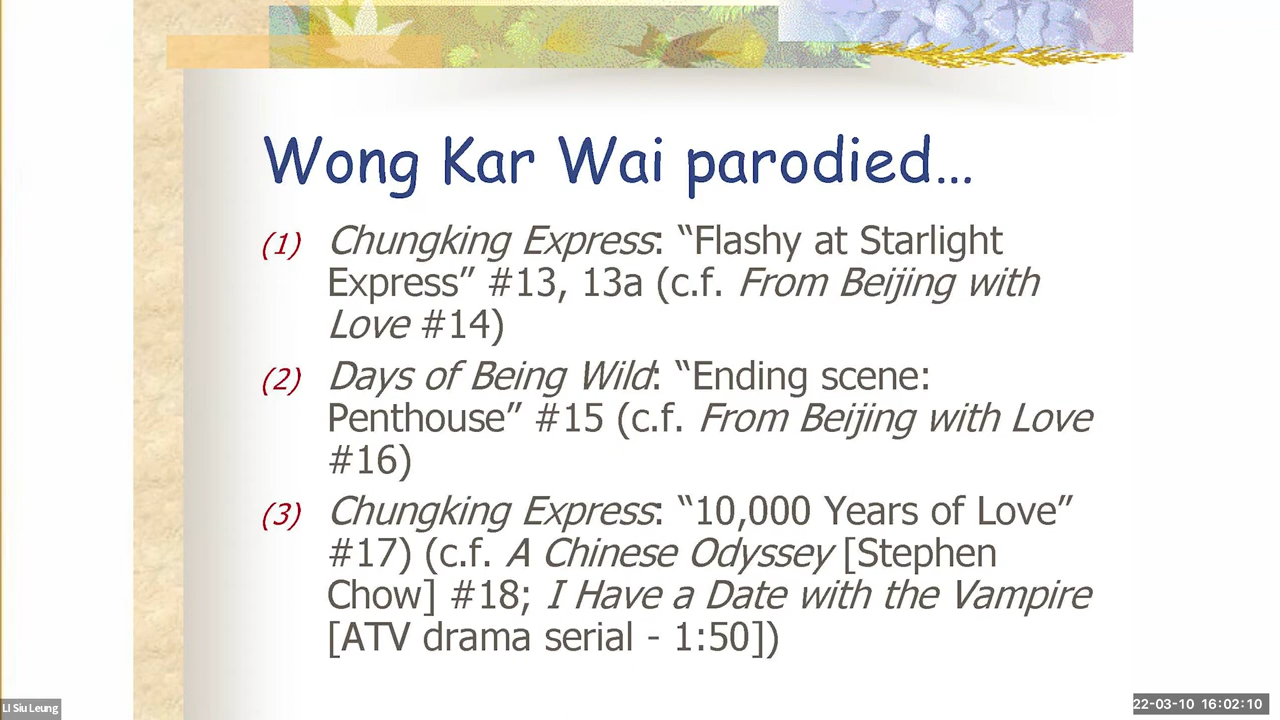 Wong Kar Wai parodied…
(1) Chungking Express: “Flashy at Starlight
Express” #13, 13a (c.f. From Beijing with
Love #14)
(2) Days of Being Wild: “Ending scene:
Penthouse” #15 (c.f. From Beijing with Love
#16)
(3) Chungking Express: “10,000 Years of Love”
#17) (c.f. A Chinese Odyssey [Stephen
Chow] #18; I Have a Date with the Vampire
[ATV drama serial - 1:50])
LI Siu Leung
22-03-10 16:02:10